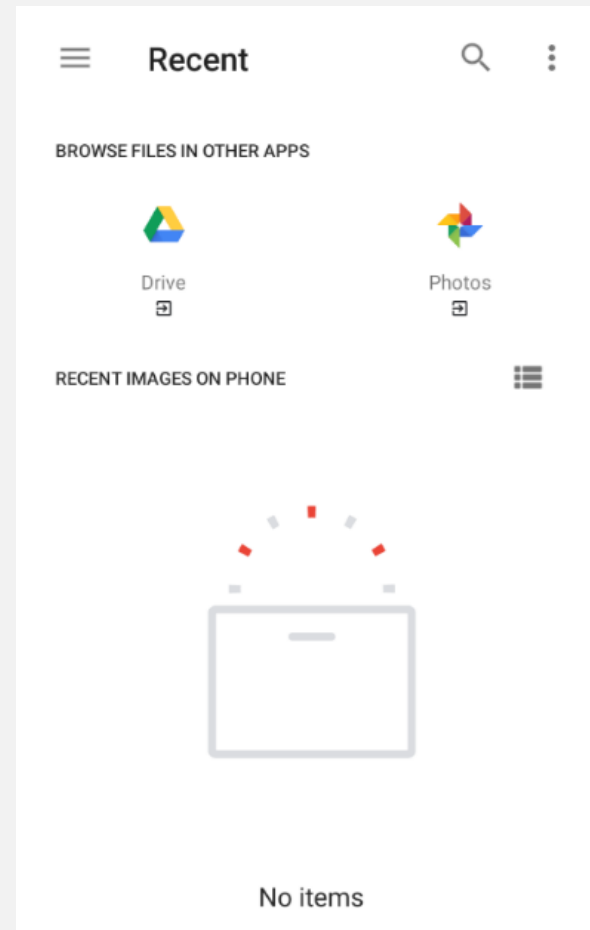 Recent
BROWSE FILES IN OTHER APPS
Drive
Photos
RECENT IMAGES ON PHONE
No items